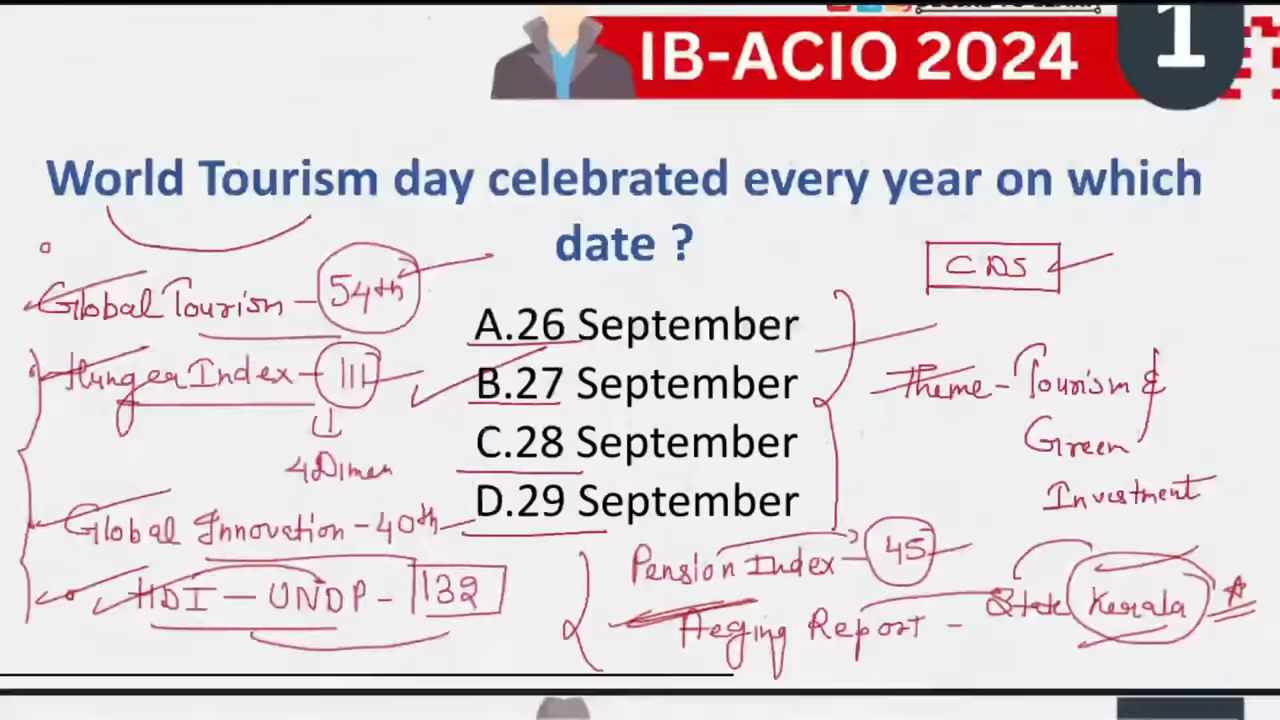 IB-ACIO 2024
1
World Tourism day celebrated every year on which
date ?
CDS
Global Tourism - 54th
A.26 September
Hunger Index - 111
B.27 September
Theme - Tourism &
Green
Investment
C.28 September
4 Dimen
D.29 September
Global Innovation - 40th
Pension Index - 45
HDI - UNDP - 132
Aeging Report - State Kerala